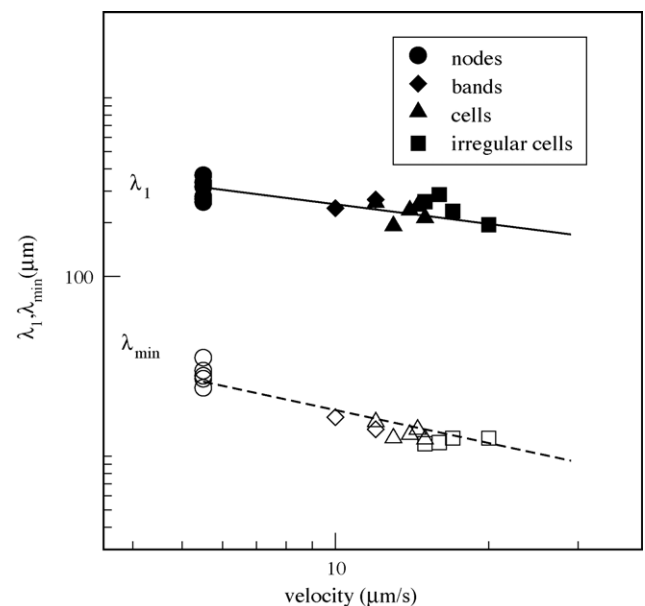 nodes
bands
cells
irregular cells
λ1
λ1,λmin(μm)
100
λmin
10
velocity (μm/s)